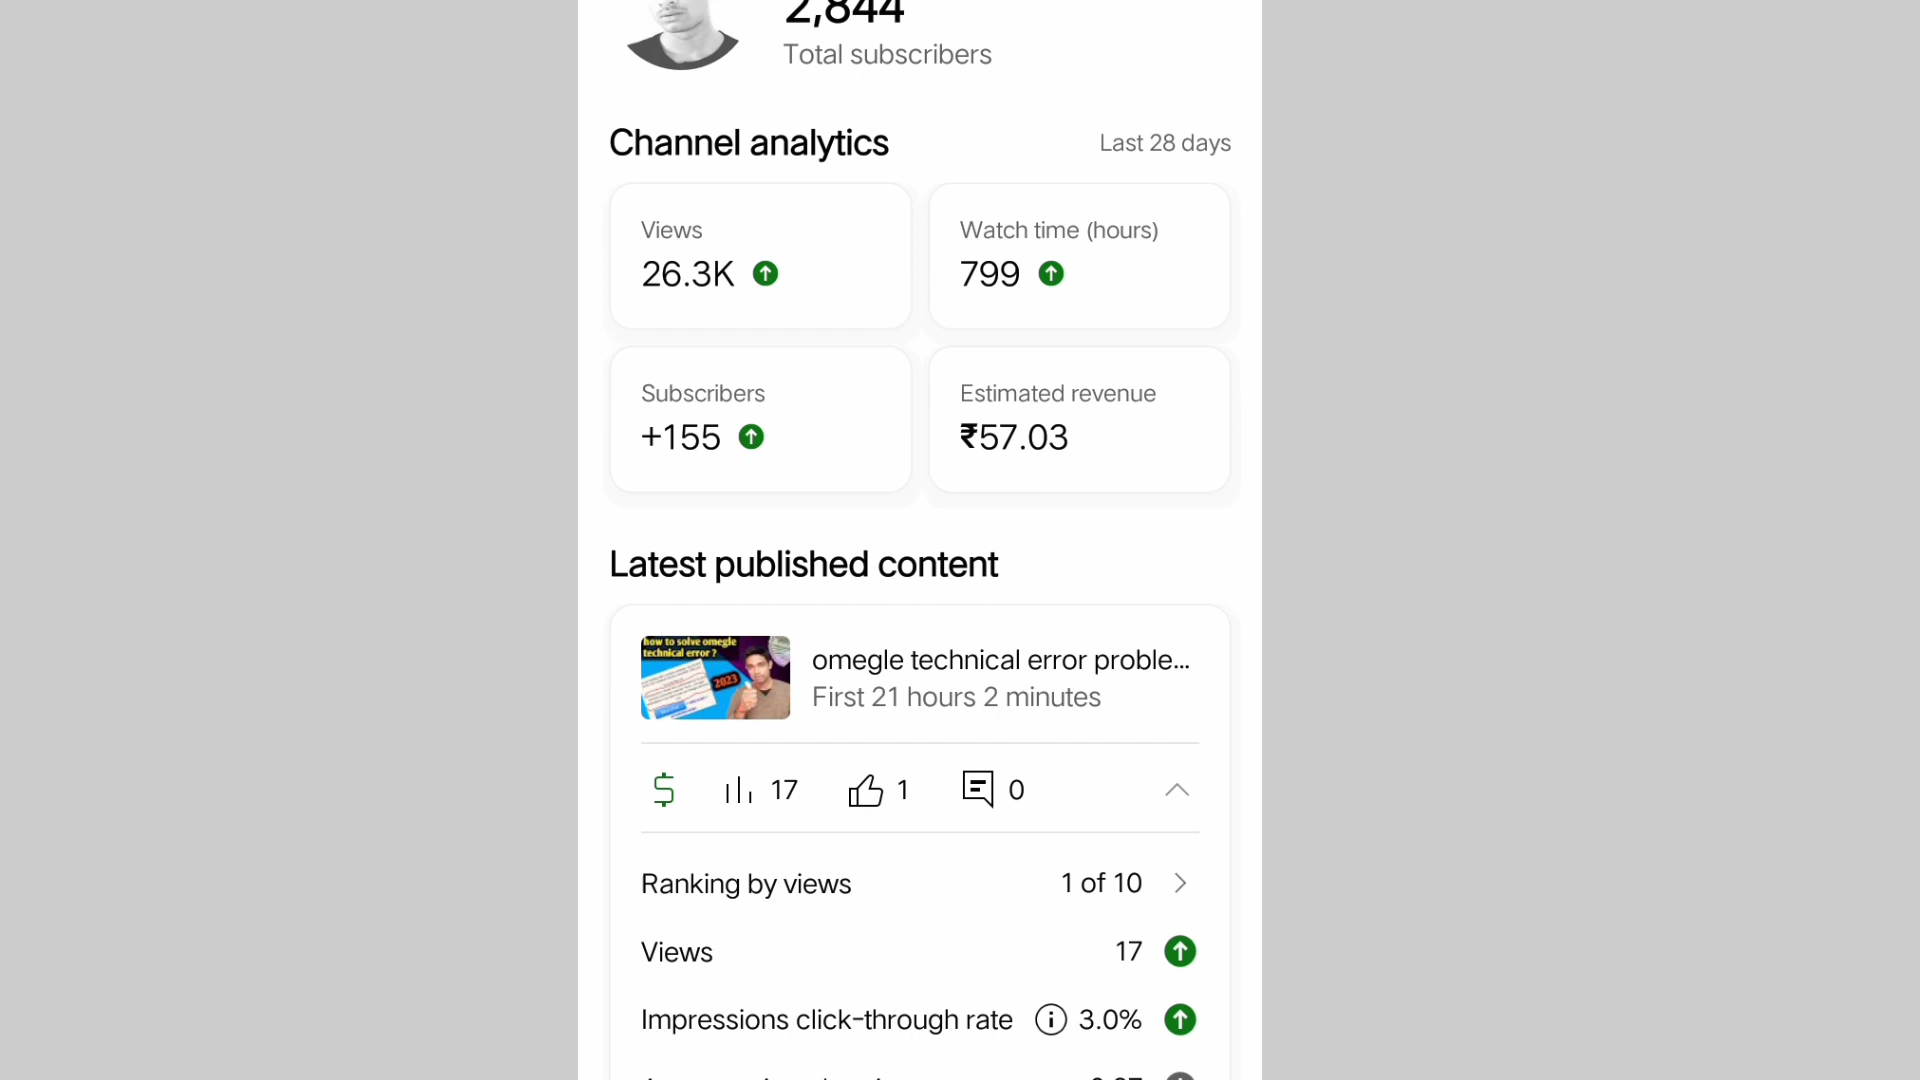 2,844
Total subscribers
Channel analytics
Last 28 days
Views
26.3K
Watch time (hours)
799
Subscribers
+155
Estimated revenue
₹57.03
Latest published content
how to solve omegle
technical error ?
2023
omegle technical error proble...
First 21 hours 2 minutes
$ 17 1 0
Ranking by views 1 of 10
Views 17
Impressions click-through rate 3.0%